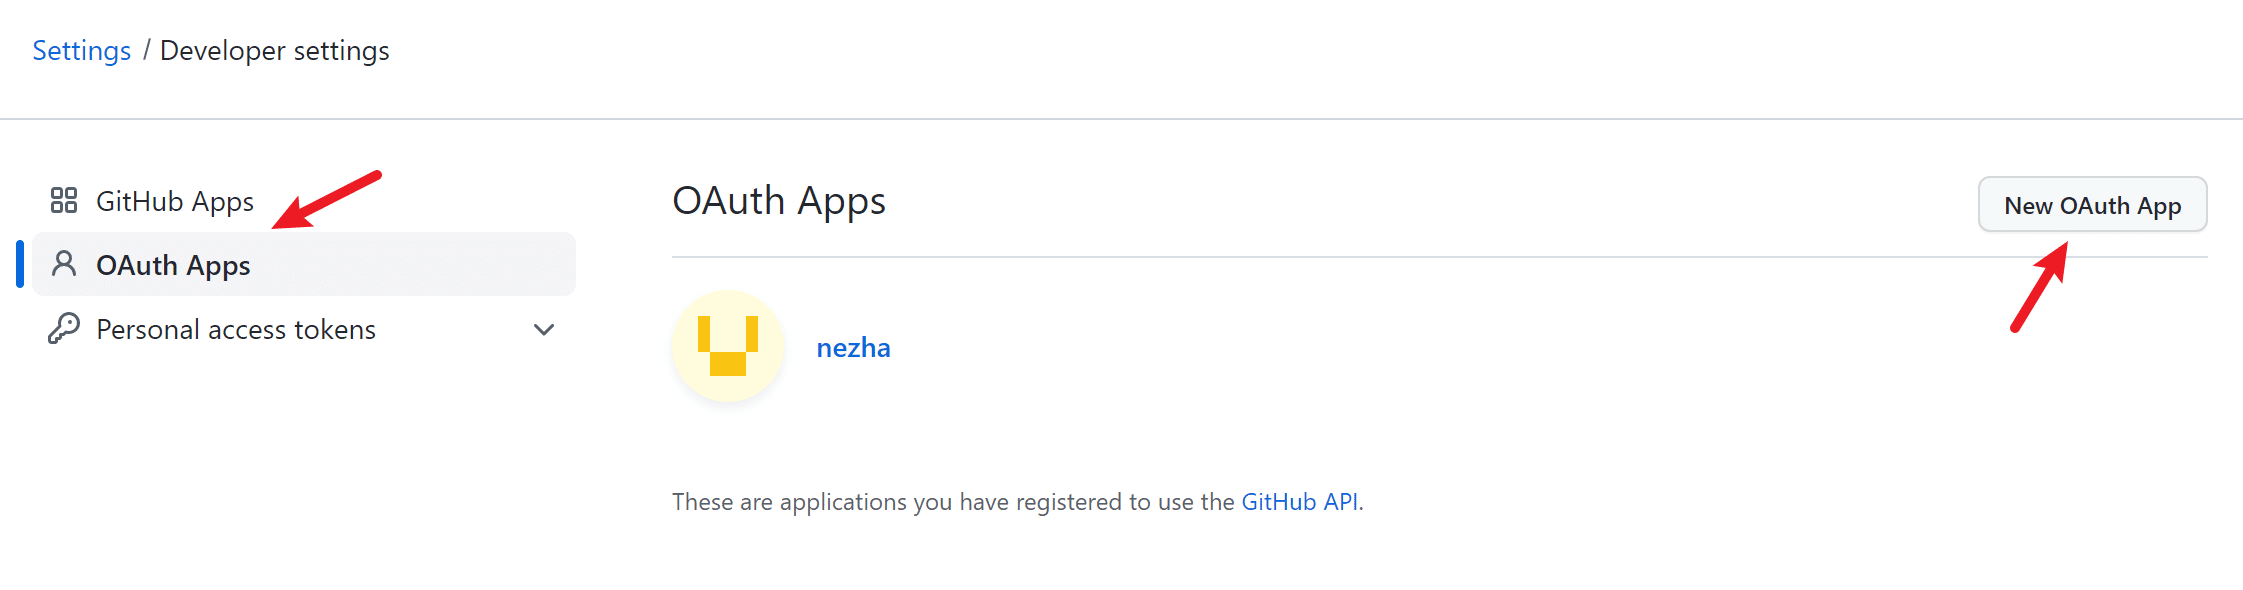 Settings / Developer settings
GitHub Apps
OAuth Apps
Personal access tokens
OAuth Apps
New OAuth App
nezha
These are applications you have registered to use the GitHub API.